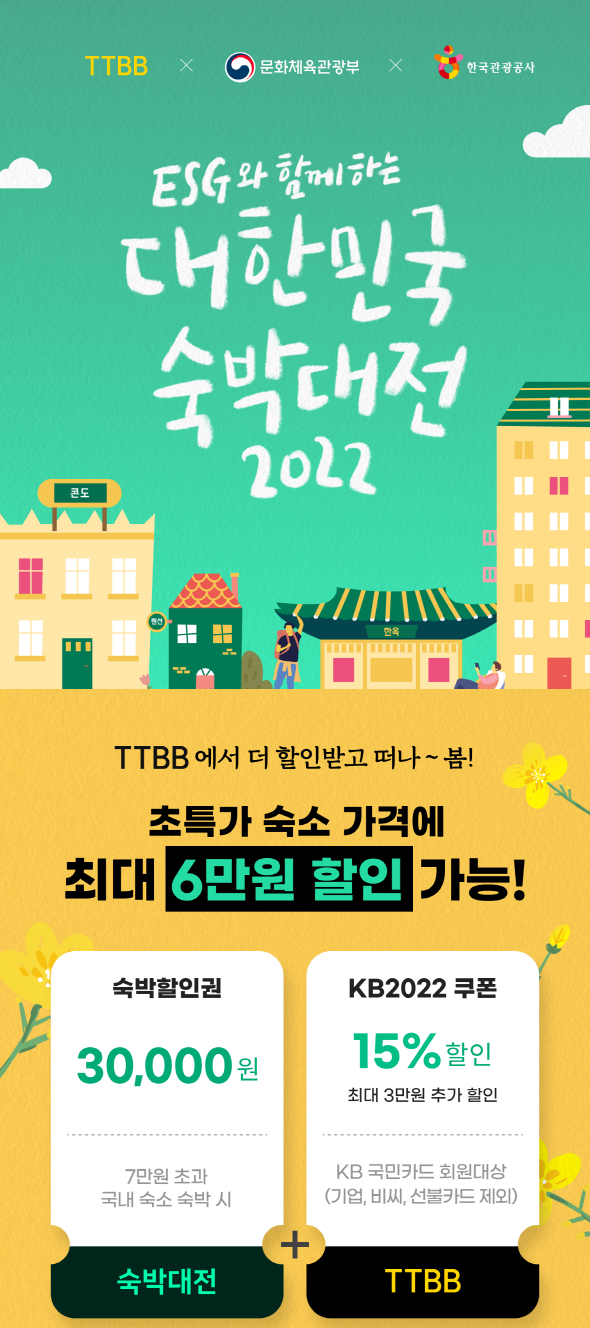 TTBB × 문화체육관광부 × 한국관광공사
ESG와 함께하는
대한민국
숙박대전
2022
콘도
펜션
한옥
TTBB 에서 더 할인받고 떠나~봄!
초특가 숙소 가격에
최대 6만원 할인 가능!
숙박할인권
30,000원
7만원 초과
국내 숙소 숙박 시
숙박대전
+
KB2022 쿠폰
15% 할인
최대 3만원 추가 할인
KB 국민카드 회원대상
(기업, 비씨, 선불카드 제외)
TTBB